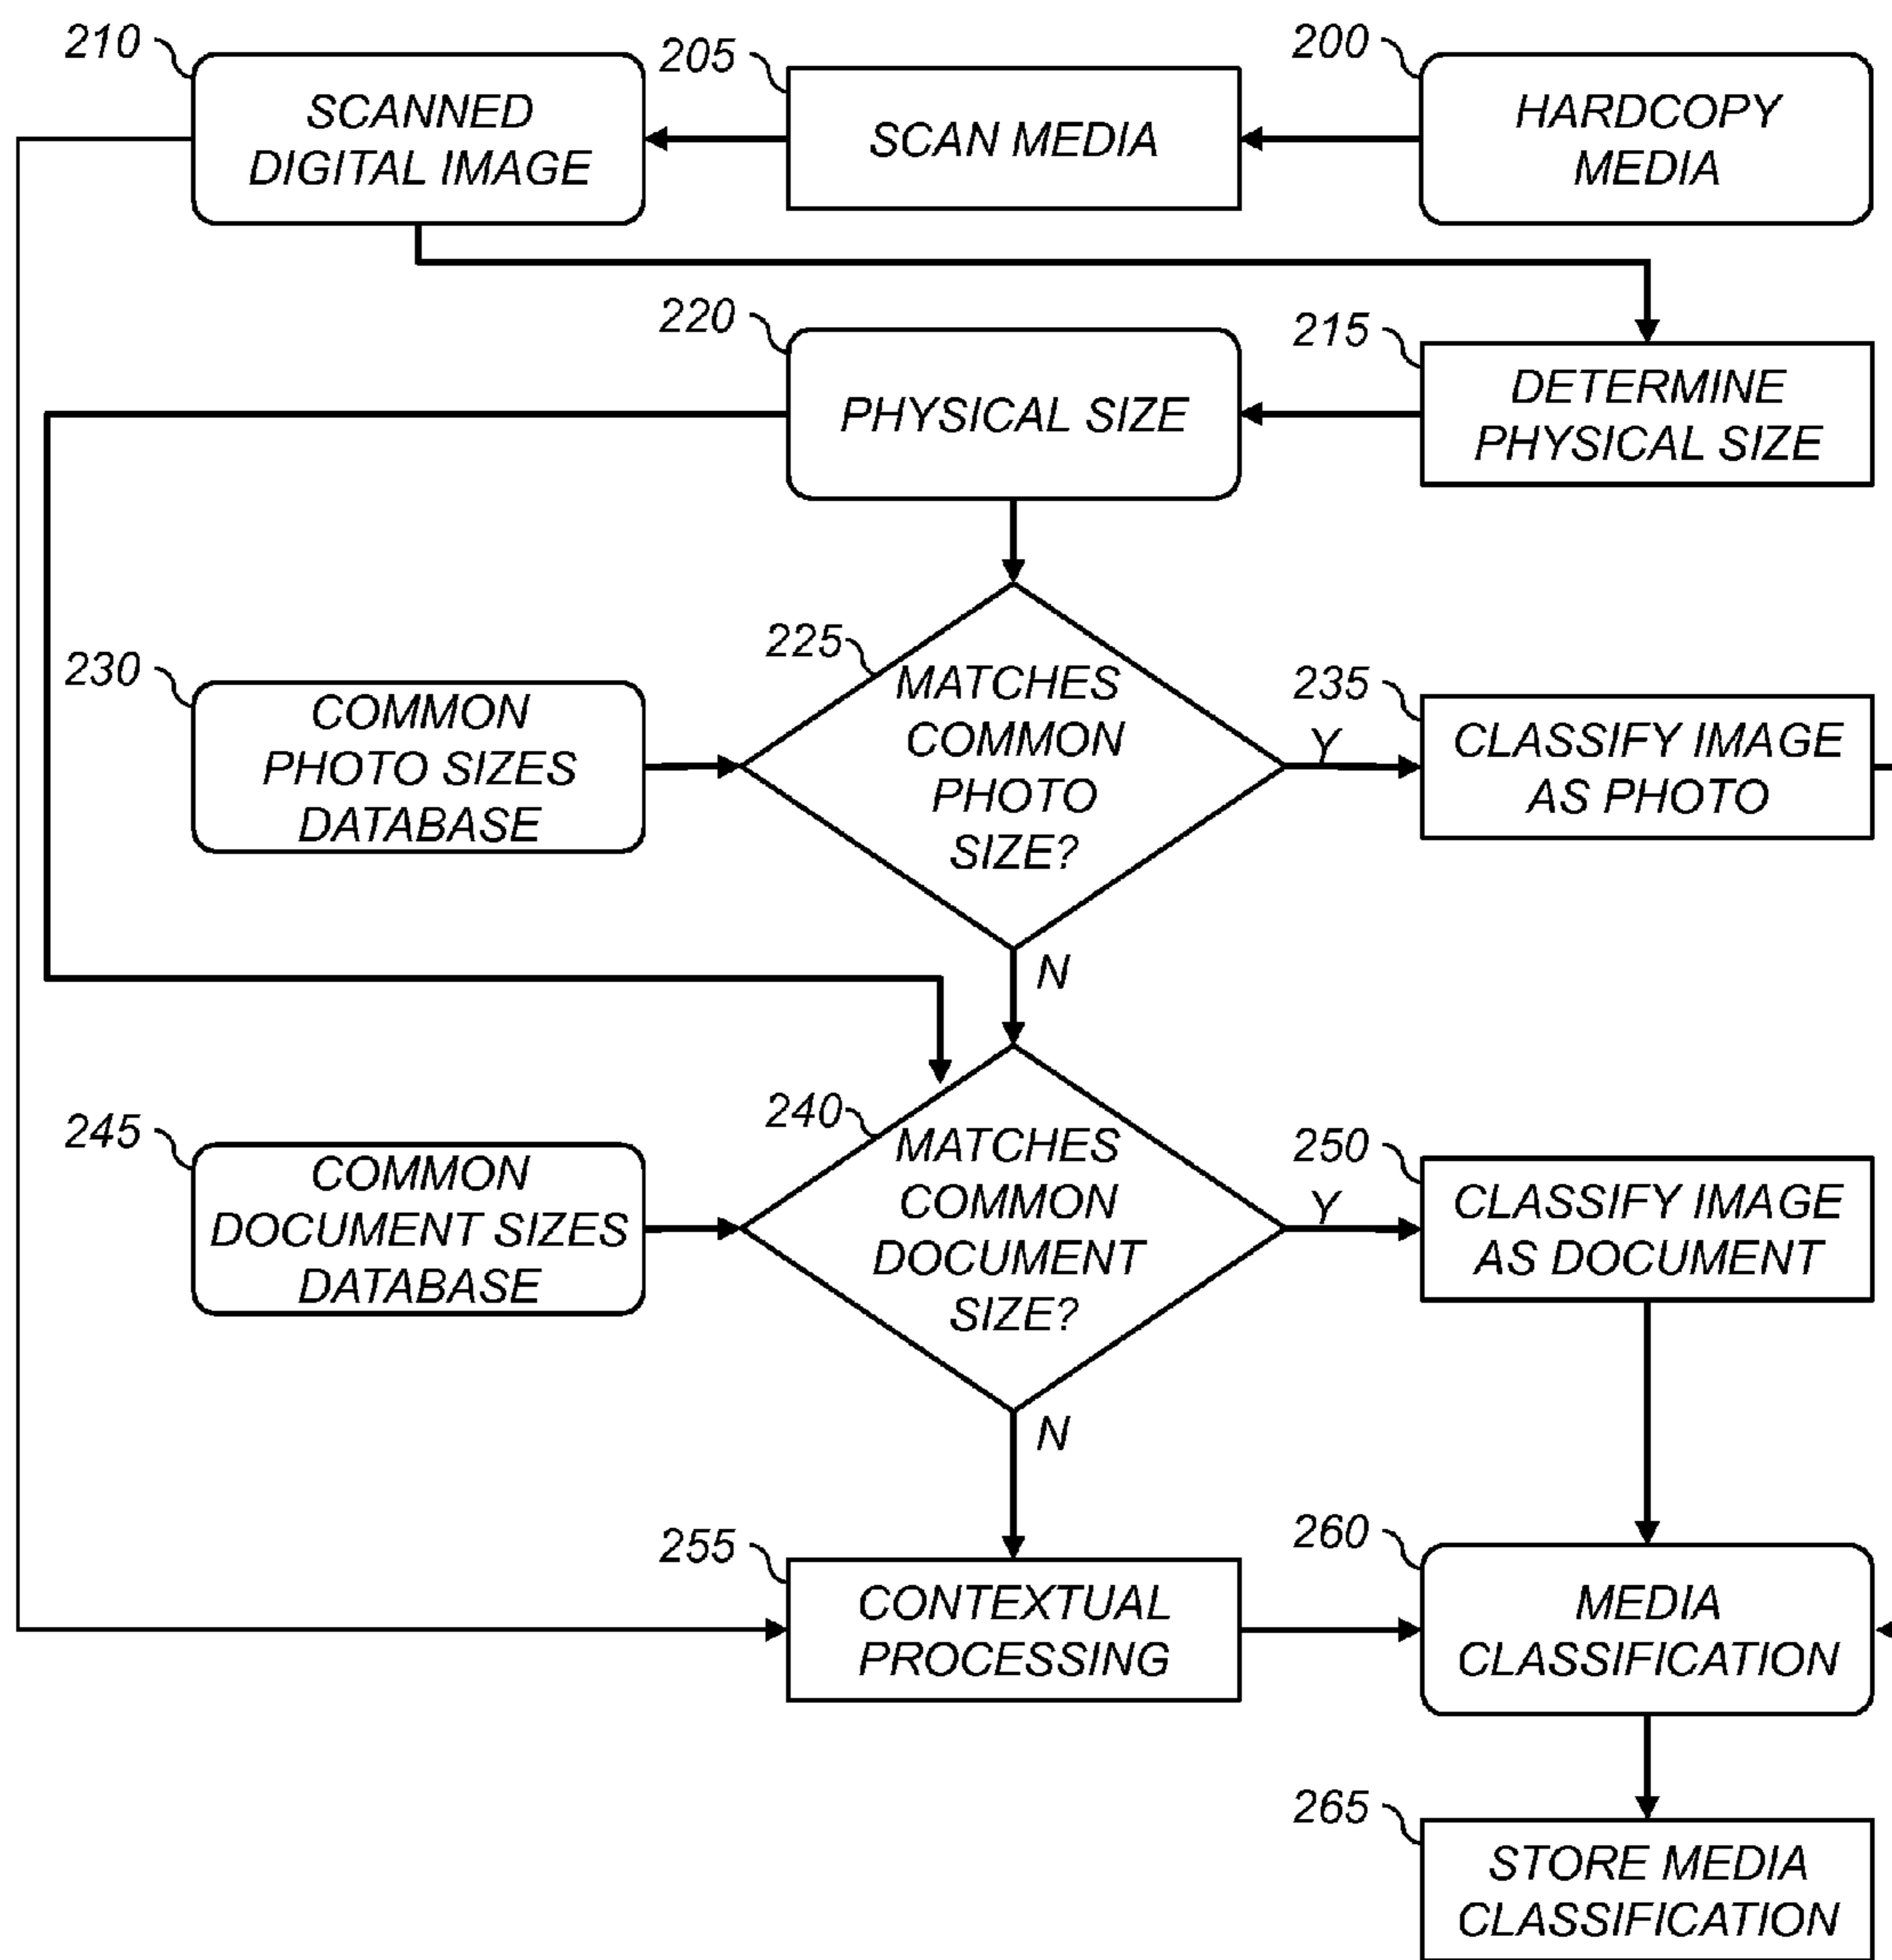 210
SCANNED
DIGITAL IMAGE
205
SCAN MEDIA
200
HARDCOPY
MEDIA
220
PHYSICAL SIZE
215
DETERMINE
PHYSICAL SIZE
230
COMMON
PHOTO SIZES
DATABASE
225
MATCHES
COMMON
PHOTO
SIZE?
Y
N
235
CLASSIFY IMAGE
AS PHOTO
245
COMMON
DOCUMENT SIZES
DATABASE
240
MATCHES
COMMON
DOCUMENT
SIZE?
Y
N
250
CLASSIFY IMAGE
AS DOCUMENT
255
CONTEXTUAL
PROCESSING
260
MEDIA
CLASSIFICATION
265
STORE MEDIA
CLASSIFICATION